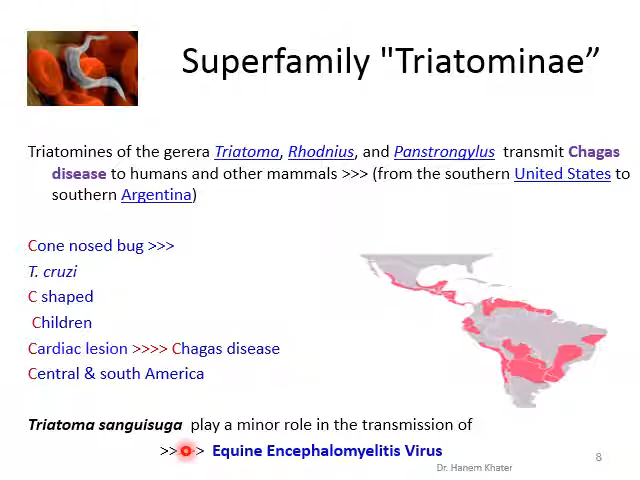 Superfamily "Triatominae”
Triatomines of the gerera Triatoma, Rhodnius, and Panstrongylus transmit Chagas
disease to humans and other mammals >>> (from the southern United States to
southern Argentina)
Cone nosed bug >>>
T. cruzi
C shaped
Children
Cardiac lesion >>>> Chagas disease
Central & south America
Triatoma sanguisuga play a minor role in the transmission of
>> > Equine Encephalomyelitis Virus
Dr. Hanem Khater
8